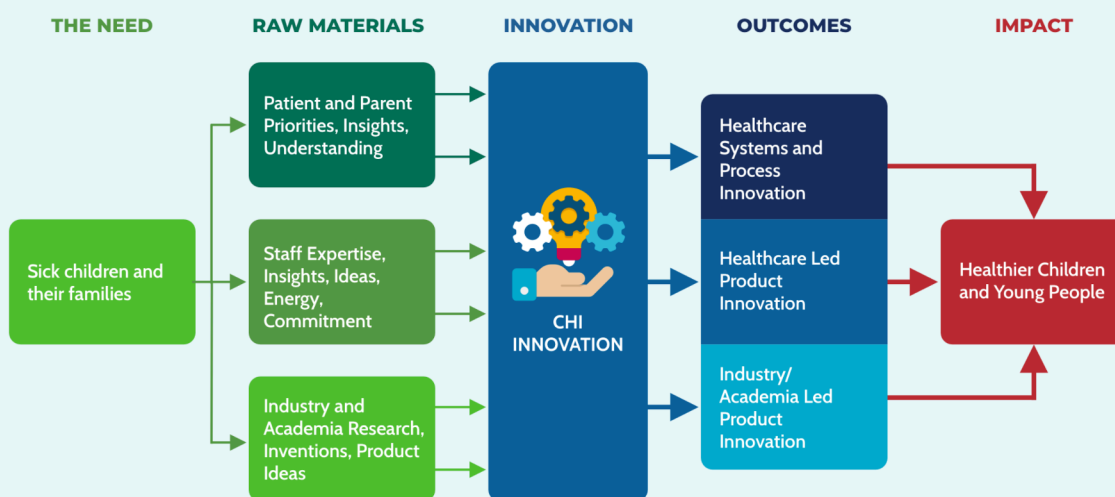 THE NEED
RAW MATERIALS
INNOVATION
OUTCOMES
IMPACT
Sick children and
their families
Patient and Parent
Priorities, Insights,
Understanding
Staff Expertise,
Insights, Ideas,
Energy,
Commitment
Industry and
Academia Research,
Inventions, Product
Ideas
CHI
INNOVATION
Healthcare
Systems and
Process
Innovation
Healthcare Led
Product
Innovation
Industry/
Academia Led
Product
Innovation
Healthier Children
and Young People